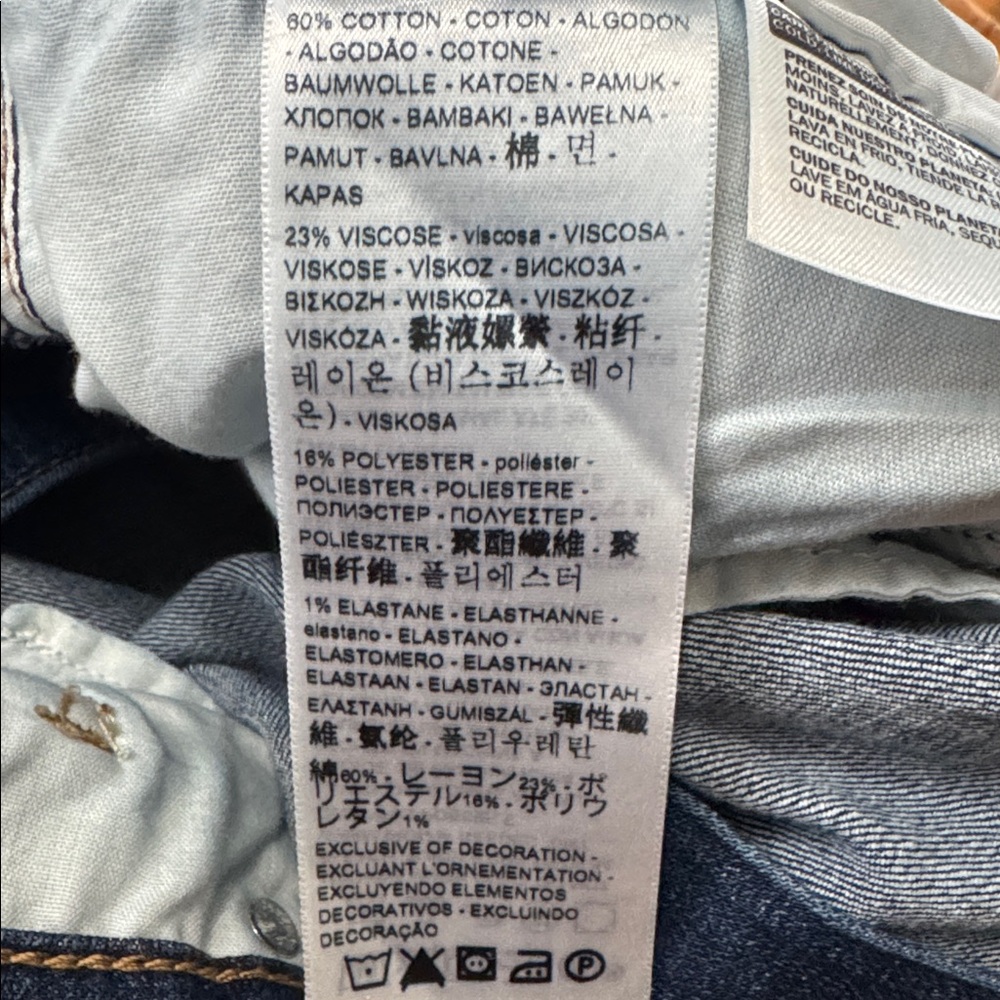 60% COTTON - COTON - ALGODON
- ALGODÃO - COTONE -
BAUMWOLLE - KATOEN - PAMUK -
ХЛОПОК - BAMBAKI - BAWEŁNA -
PAMUT - BAVLNA - 棉 - 면 -
KAPAS
23% VISCOSE - viscosa - VISCOSA -
VISKOSE - VİSKOZ - ВИСКОЗА -
ΒΙΣΚΟΖΗ - WISKOZA - VISZKÓZ -
VISKÓZA - 黏液嫘縈 - 粘纤 -
레이온 (비스코스레이
온) - VISKOSA
16% POLYESTER - poliéster -
POLIESTER - POLIESTERE -
ПОЛИЭСТЕР - ΠΟΛΥΕΣΤΕΡ -
POLIÉSZTER - 聚酯纖維 - 聚
酯纤维 - 폴리에스터
1% ELASTANE - ELASTHANNE -
elastano - ELASTANO -
ELASTOMERO - ELASTHAN -
ELASTAAN - ELASTAN - ЭЛАСТАН -
ΕΛΑΣΤΑΝΗ - GUMISZÁL - 彈性纖
維 - 氨纶 - 폴리우레탄
綿60% - レーヨン23% - ポ
リエステル16% - ポリウ
レタン1%
EXCLUSIVE OF DECORATION -
EXCLUANT L'ORNEMENTATION -
EXCLUYENDO ELEMENTOS
DECORATIVOS - EXCLUINDO
DECORAÇÃO
P
PRENEZ SOIN DE NOTRE
MOINS, LAVEZ À FROID
NATURELLEMENT, DONNEZ
CUIDA NUESTRO PLANETA
LAVA EN FRIO, TIENDE LA
RECICLA.
CUIDE DO NOSSO PLANETA
LAVE EM ÁGUA FRIA,
OU RECICLE.